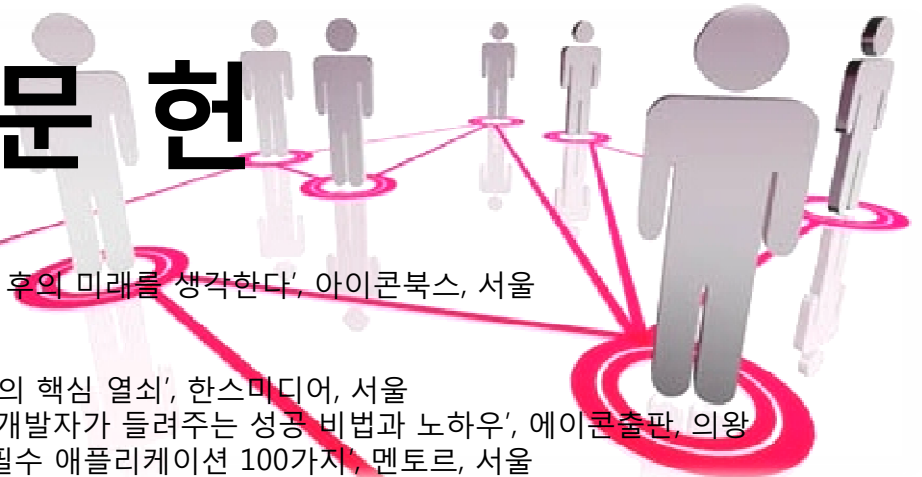 문 헌
후의 미래를 생각한다', 아이콘북스, 서울
의 핵심 열쇠', 한스미디어, 서울
개발자가 들려주는 성공 비법과 노하우', 에이콘출판, 의왕
필수 애플리케이션 100가지', 멘토르, 서울